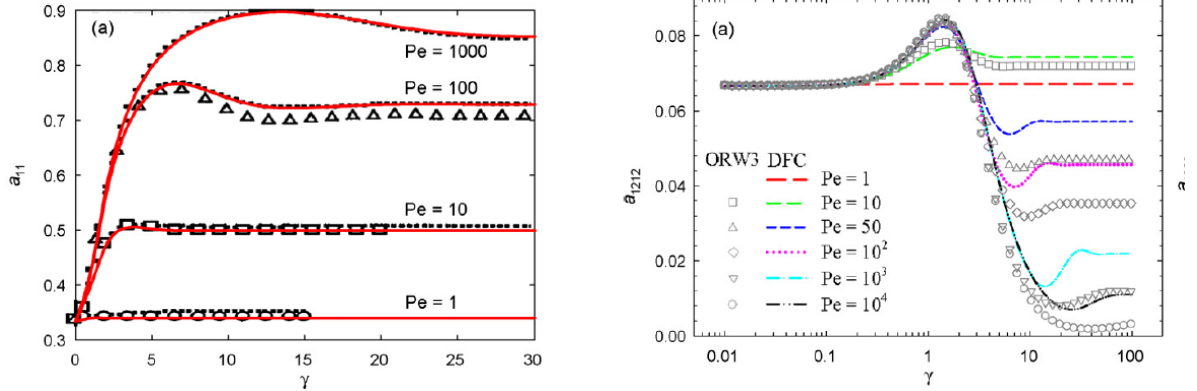 (a)
0.9
0.8
0.7
0.6
0.5
0.4
0.3
a₁₁
Pe = 1000
Pe = 100
Pe = 10
Pe = 1
0 5 10 15 20 25 30
γ
(a)
0.08
0.06
0.04
0.02
0.00
a₁₂₁₂
ORW3 DFC
Pe = 1
Pe = 10
Pe = 50
Pe = 10²
Pe = 10³
Pe = 10⁴
0.01 0.1 1 10 100
γ